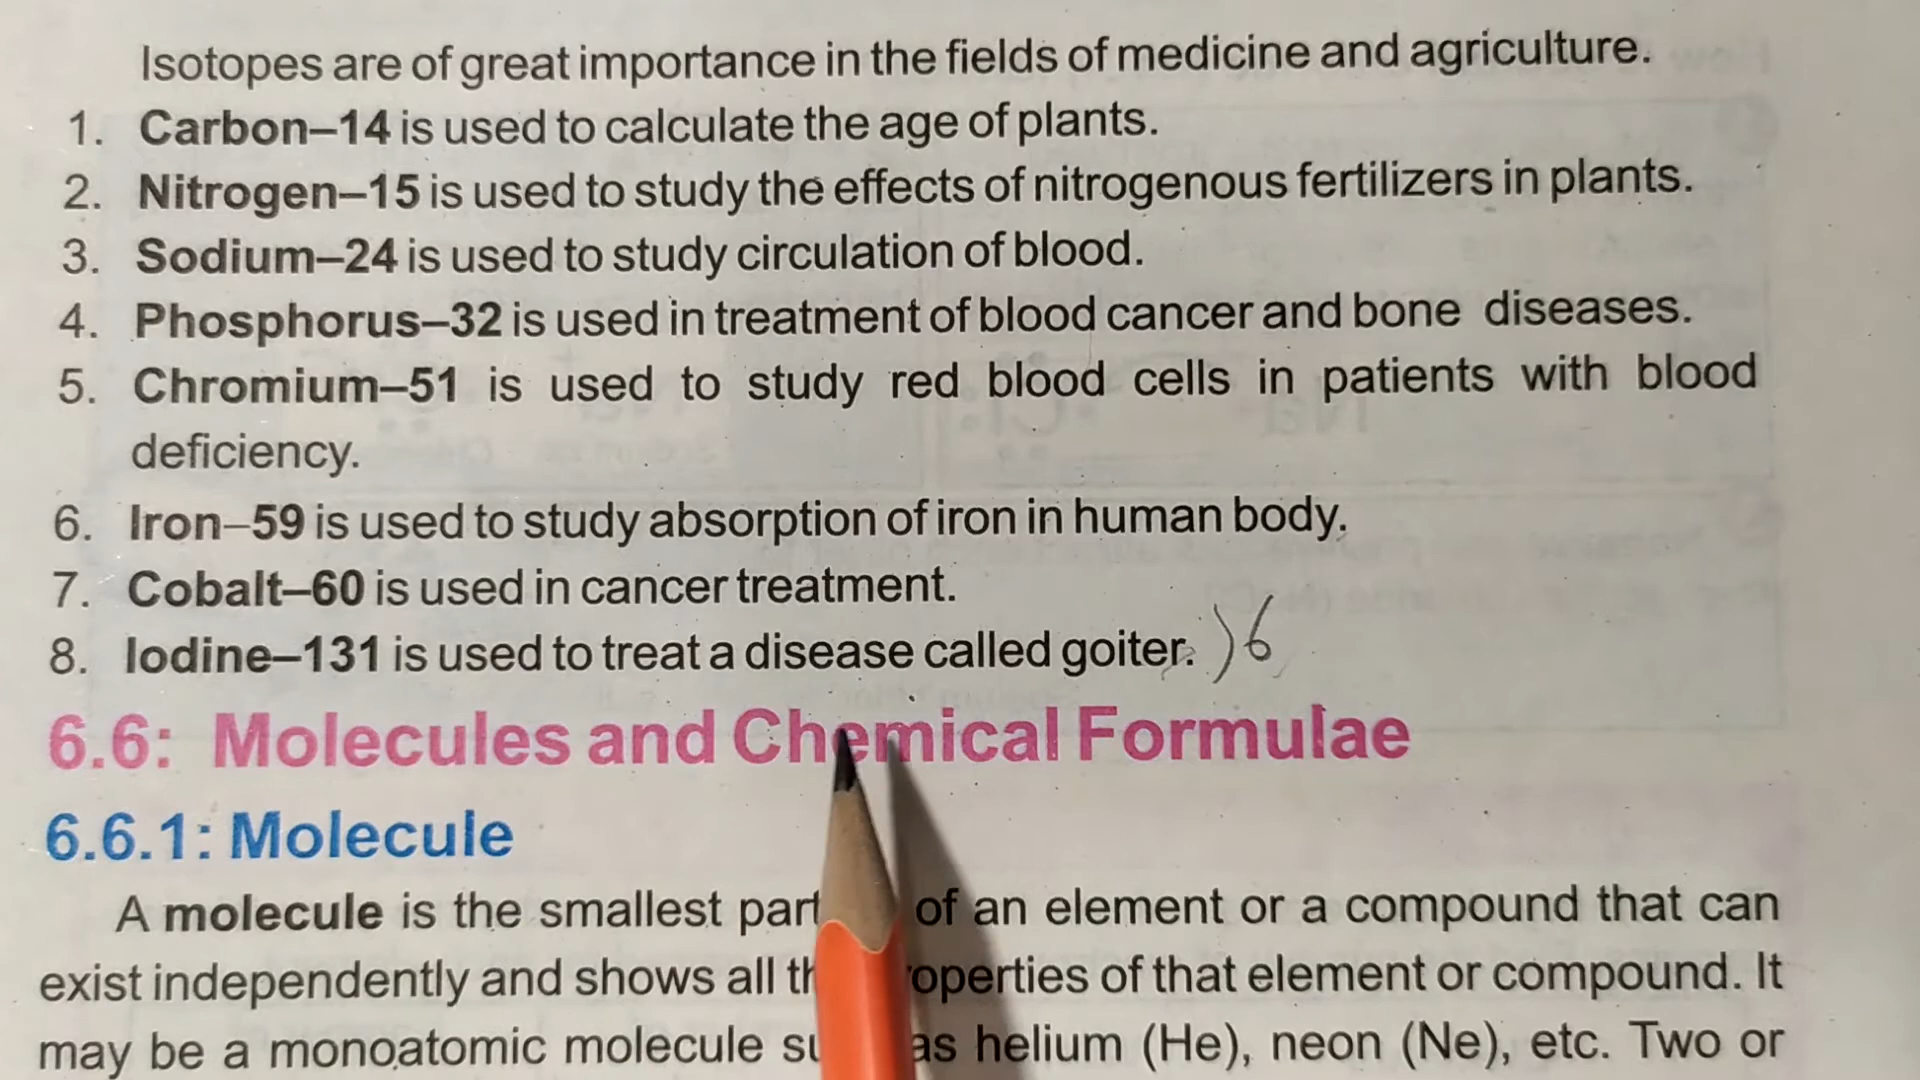 Isotopes are of great importance in the fields of medicine and agriculture.
1. Carbon–14 is used to calculate the age of plants.
2. Nitrogen–15 is used to study the effects of nitrogenous fertilizers in plants.
3. Sodium–24 is used to study circulation of blood.
4. Phosphorus–32 is used in treatment of blood cancer and bone diseases.
5. Chromium–51 is used to study red blood cells in patients with blood
deficiency.
6. Iron–59 is used to study absorption of iron in human body.
7. Cobalt–60 is used in cancer treatment.
8. Iodine–131 is used to treat a disease called goiter. )6
6.6: Molecules and Chemical Formulae
6.6.1: Molecule
A molecule is the smallest part of an element or a compound that can
exist independently and shows all operties of that element or compound. It
may be a monoatomic molecule as helium (He), neon (Ne), etc. Two or